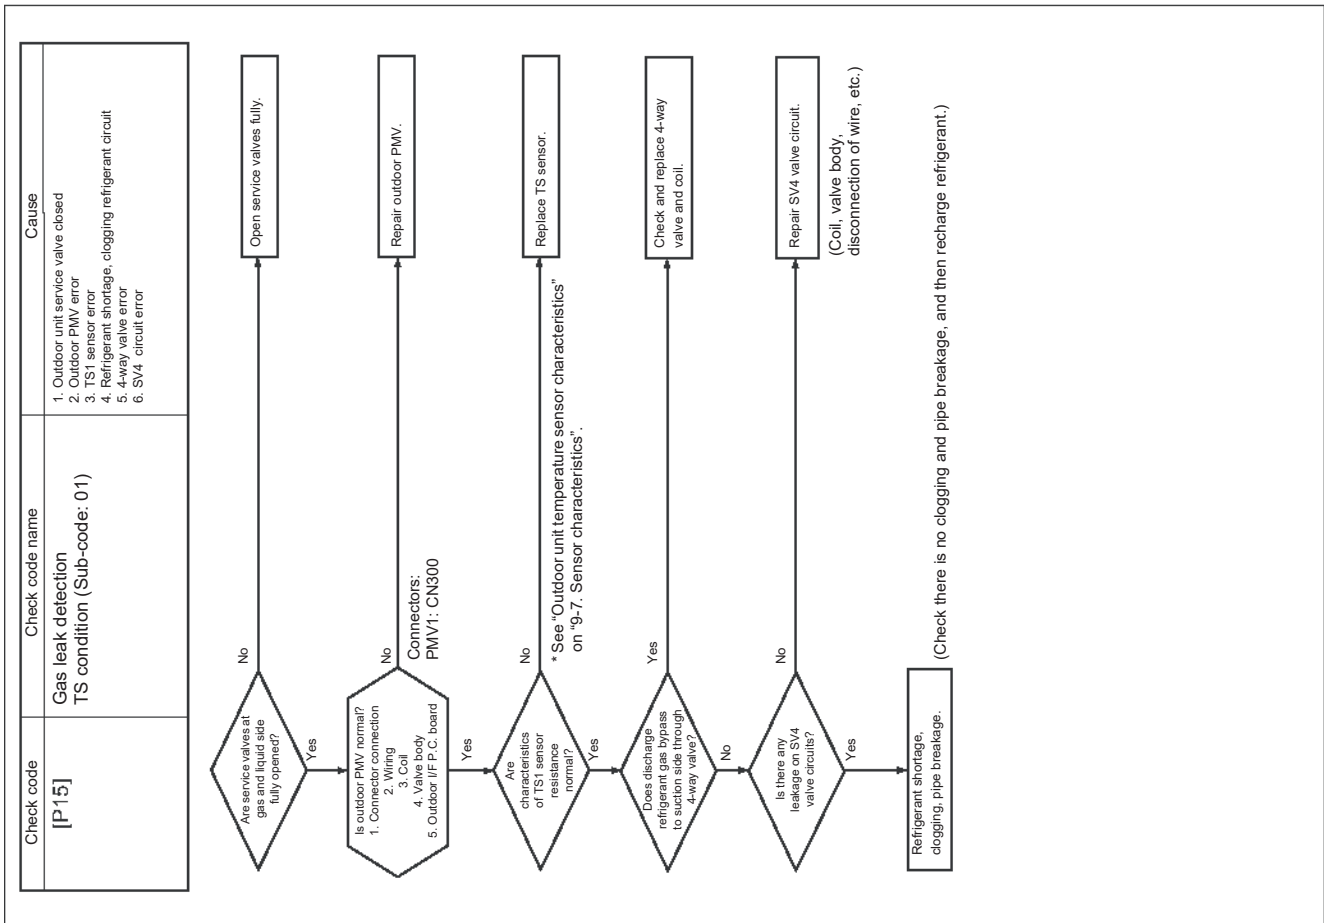 Check code
Check code name
Cause
[P15]
Gas leak detection
TS condition (Sub-code: 01)
1. Outdoor unit service valve closed
2. Outdoor PMV error
3. TS1 sensor error
4. Refrigerant shortage, clogging refrigerant circuit
5. 4-way valve error
6. SV4 circuit error
Are service valves at
gas and liquid side
fully opened?
No
Open service valves fully.
Yes
Is outdoor PMV normal?
1. Connector connection
2. Wiring
3. Coil
4. Valve body
5. Outdoor I/F P.C. board
No
Repair outdoor PMV.
Connectors:
PMV1: CN300
Yes
Are
characteristics
of TS1 sensor
resistance
normal?
No
Replace TS sensor.
* See "Outdoor unit temperature sensor characteristics"
on "9-7. Sensor characteristics".
Yes
Does discharge
refrigerant gas bypass
to suction side through
4-way valve?
Yes
Check and replace 4-way
valve and coil.
No
Is there any
leakage on SV4
valve circuits?
No
Repair SV4 valve circuit.
(Coil, valve body,
disconnection of wire, etc.)
Yes
Refrigerant shortage,
clogging, pipe breakage.
(Check there is no clogging and pipe breakage, and then recharge refrigerant.)